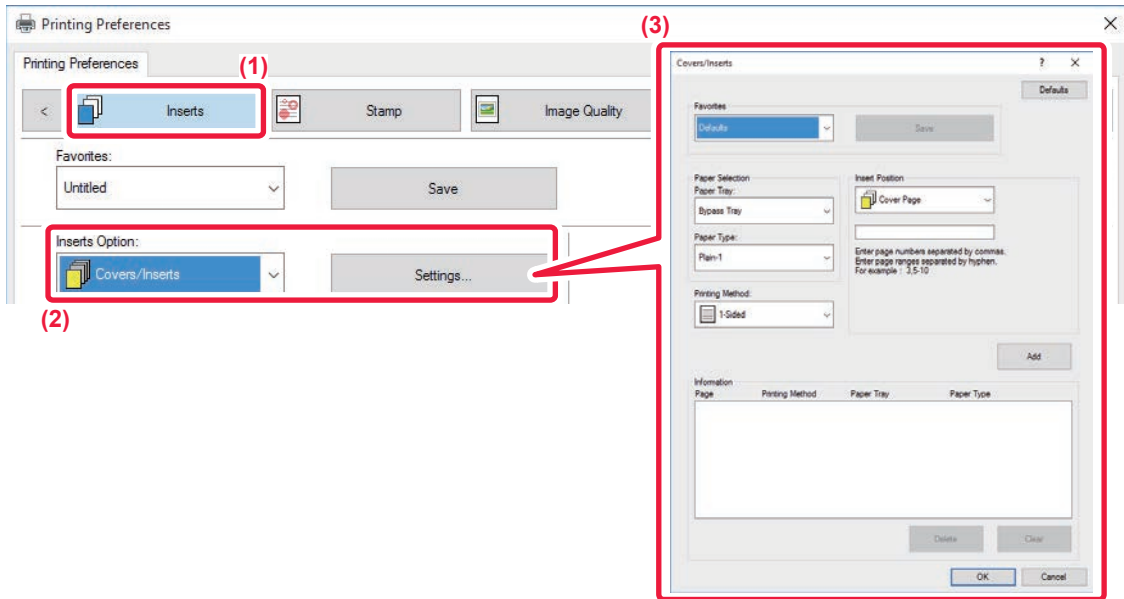 Printing Preferences
Printing Preferences
(1)
< Inserts Stamp Image Quality
Favorites:
Untitled Save
Inserts Option:
Covers/Inserts Settings...
(2)
(3)
Covers/Inserts ?
Defaults
Favorites
Defaults Save
Paper Selection
Paper Tray:
Bypass Tray
Paper Type:
Plain-1
Printing Method:
1-Sided
Insert Position
Cover Page
Enter page numbers separated by commas.
Enter page ranges separated by hyphen.
For example : 3,5-10
Add
Information
Page Printing Method Paper Tray Paper Type
Delete Clear
OK Cancel